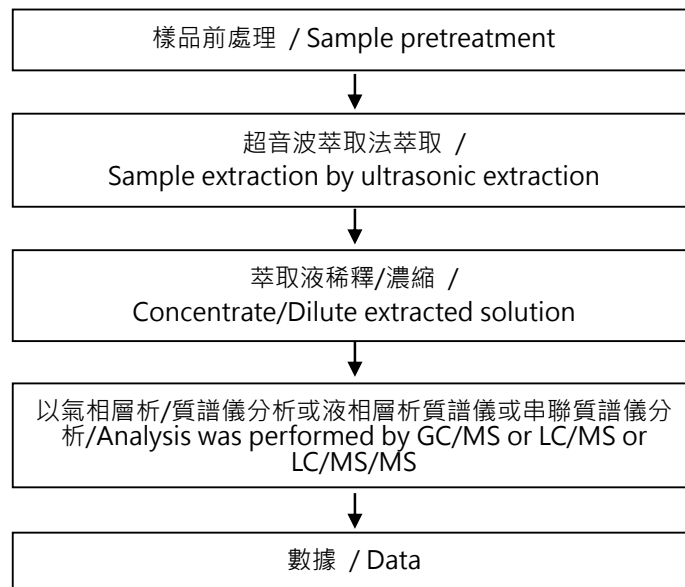 樣品前處理 / Sample pretreatment
超音波萃取法萃取 /
Sample extraction by ultrasonic extraction
萃取液稀釋/濃縮 /
Concentrate/Dilute extracted solution
以氣相層析/質譜儀分析或液相層析質譜儀或串聯質譜儀分
析/Analysis was performed by GC/MS or LC/MS or
LC/MS/MS
數據 / Data